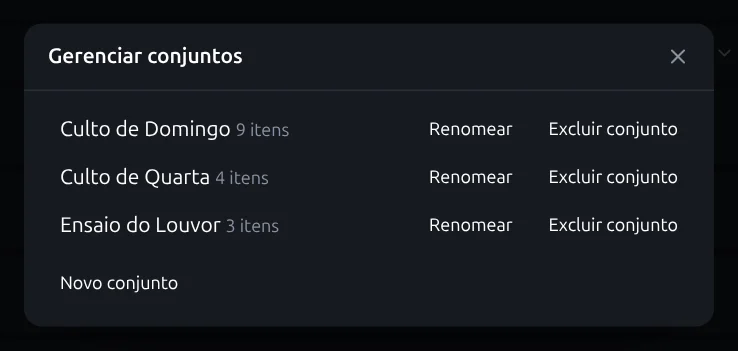 Gerenciar conjuntos
Culto de Domingo 9 itens Renomear Excluir conjunto
Culto de Quarta 4 itens Renomear Excluir conjunto
Ensaio do Louvor 3 itens Renomear Excluir conjunto
Novo conjunto